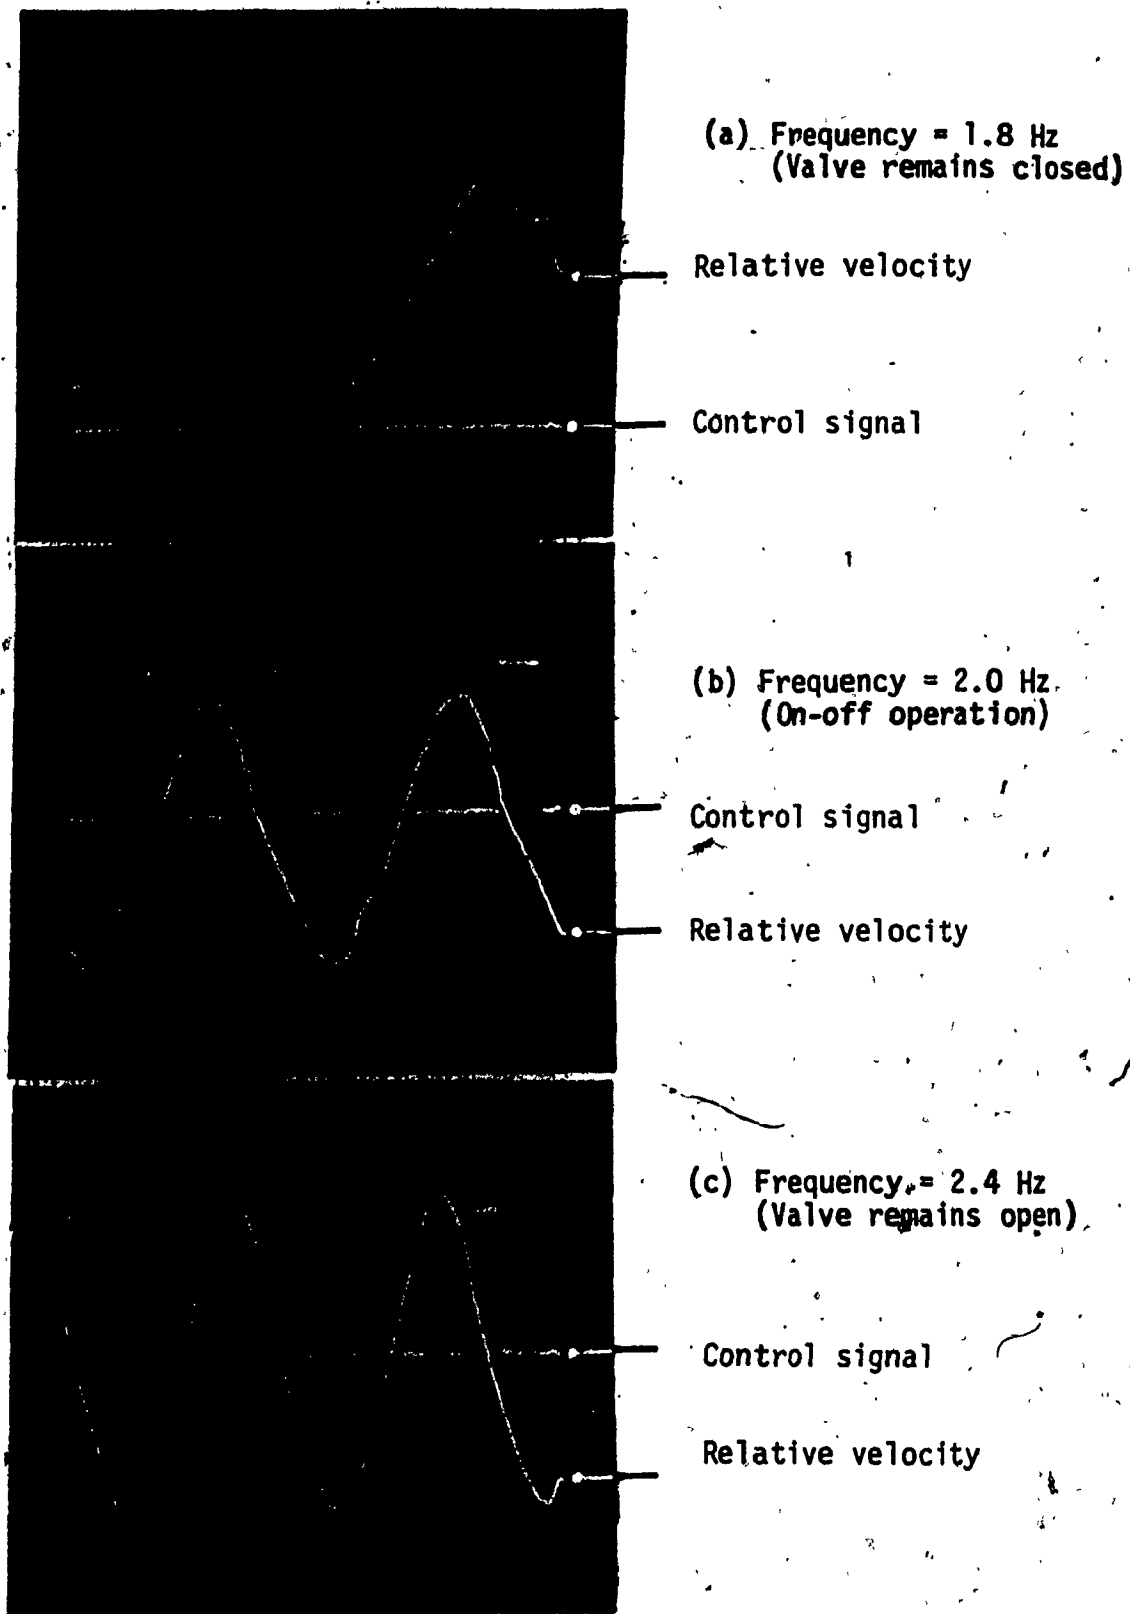 (a) Frequency = 1.8 Hz
(Valve remains closed)
Relative velocity
Control signal
(b) Frequency = 2.0 Hz
(On-off operation)
Control signal
Relative velocity
(c) Frequency = 2.4 Hz
(Valve remains open)
Control signal
Relative velocity